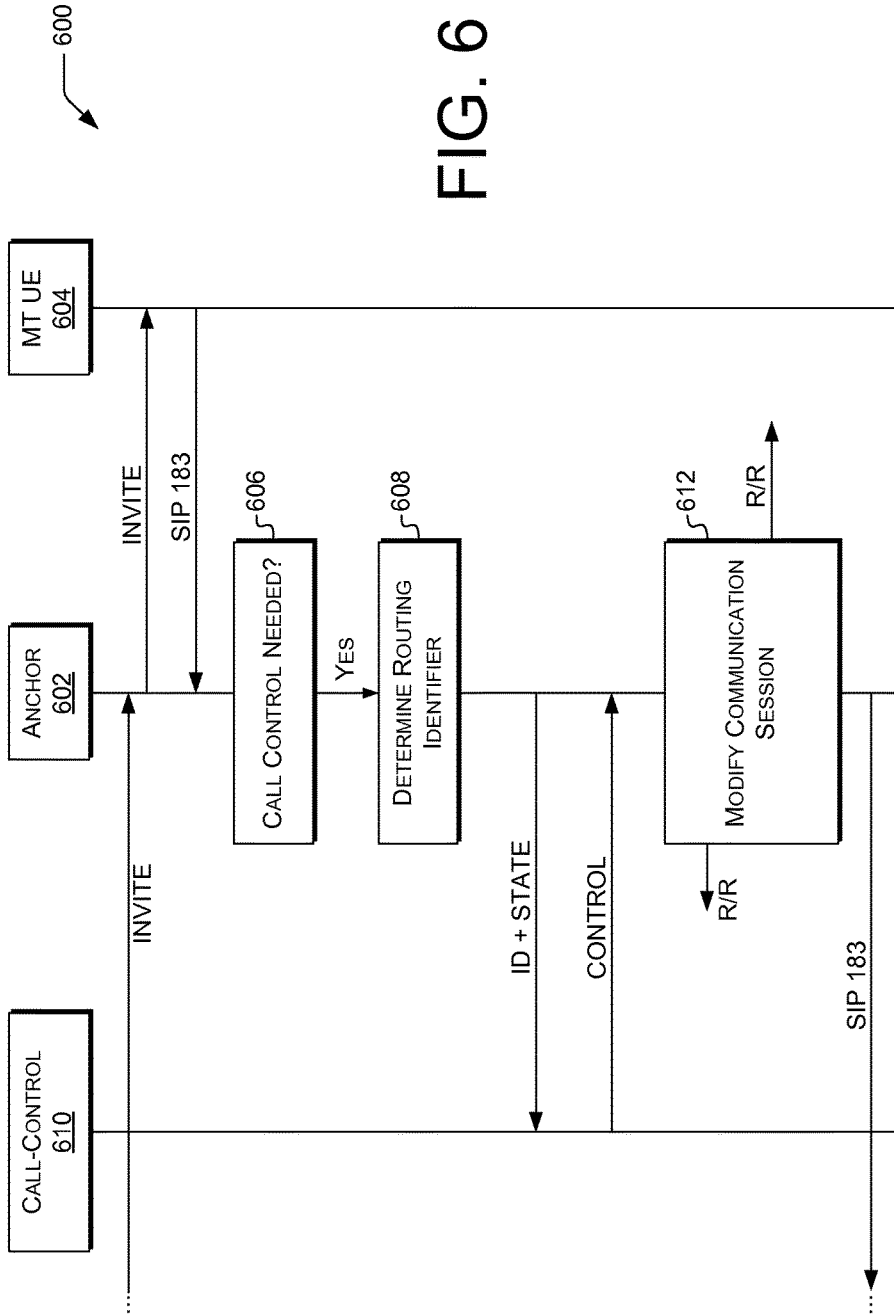 600
CALL-CONTROL
610
ANCHOR
602
MT UE
604
INVITE
INVITE
SIP 183
CALL CONTROL NEEDED?
606
YES
DETERMINE ROUTING
IDENTIFIER
608
ID + STATE
CONTROL
MODIFY COMMUNICATION
SESSION
612
R/R
R/R
SIP 183
...
...
FIG. 6